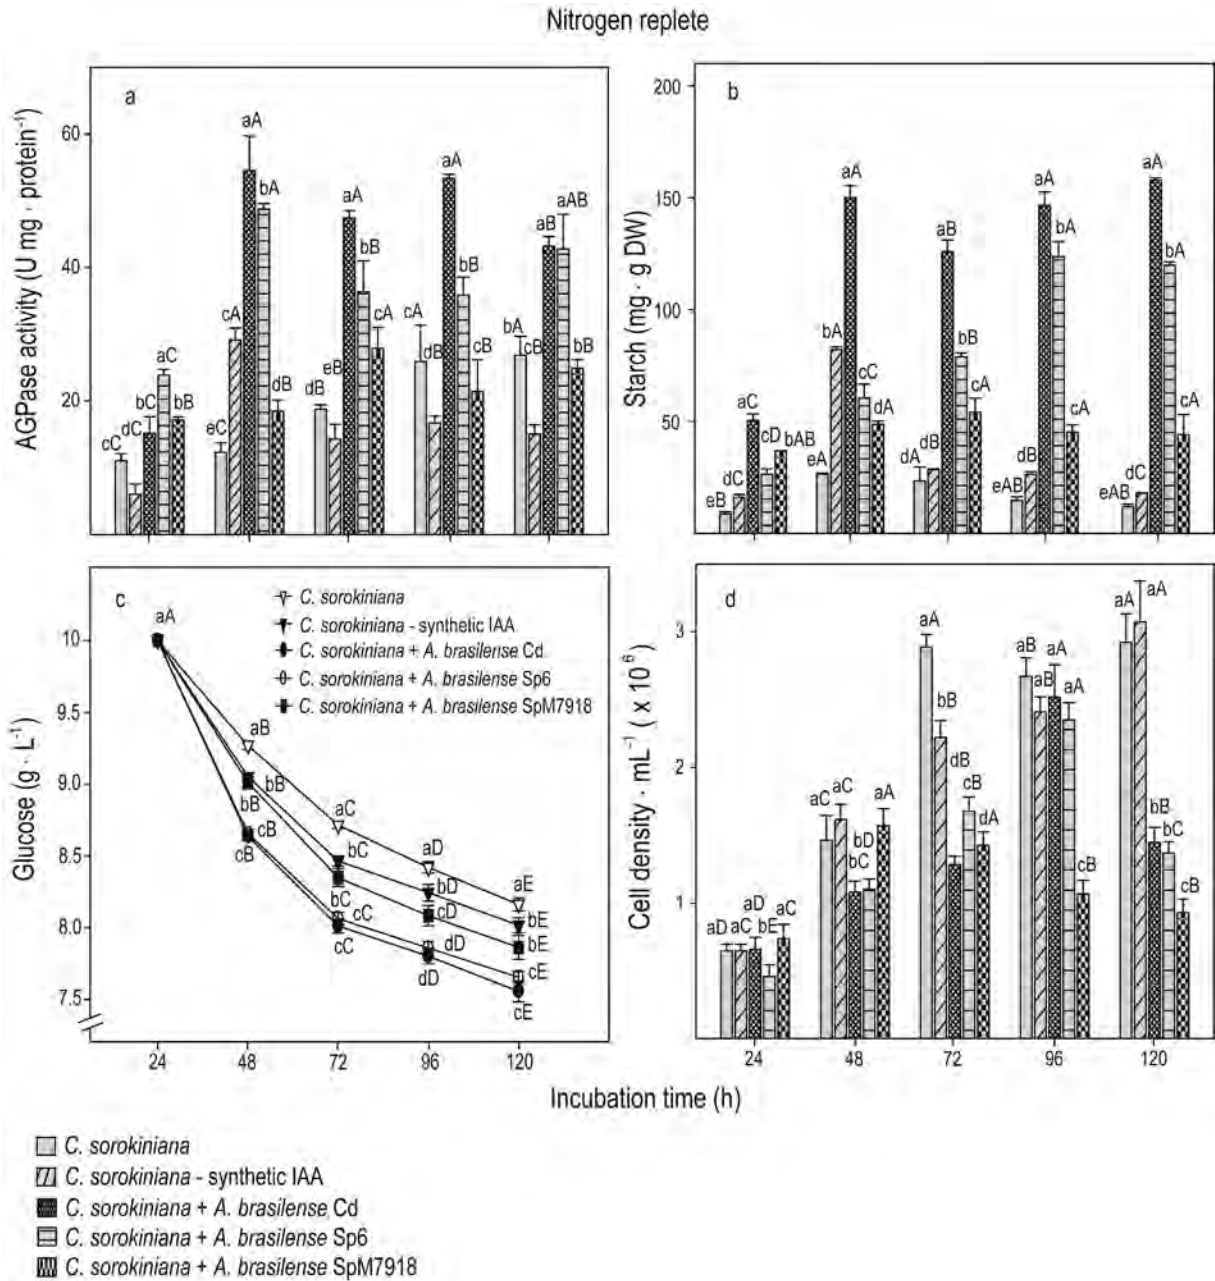 Nitrogen replete
a
AGPase activity (U mg · protein⁻¹)
60
40
20
cC dC bC aC bB
eC cA aA bA dB
dB eB aA bB cA
cA dB aA bB cB
bA cB aB aAB bB
b
Starch (mg · g DW)
200
150
100
50
eB dC aC cD bAB
eA bA aA cC dA
dA dB aB bB cA
eAB dB aA bA cA
eAB dC aA bA cA
c
C. sorokiniana
C. sorokiniana - synthetic IAA
C. sorokiniana + A. brasilense Cd
C. sorokiniana + A. brasilense Sp6
C. sorokiniana + A. brasilense SpM7918
Glucose (g · L⁻¹)
10
9.5
9.0
8.5
8.0
7.5
aA
aB bB bB cB cB
aC bC bC cC cC
aD bD cD dD dD
aE bE bE cE cE
24 48 72 96 120
d
Cell density · mL⁻¹ ( x 10⁶)
3
2
1
aD aC aD bE aC
aC aC bC bD aA
aA bB dB cB dA
aB aB aA aA cB
aA aA bB bC cB
24 48 72 96 120
Incubation time (h)
C. sorokiniana
C. sorokiniana - synthetic IAA
C. sorokiniana + A. brasilense Cd
C. sorokiniana + A. brasilense Sp6
C. sorokiniana + A. brasilense SpM7918